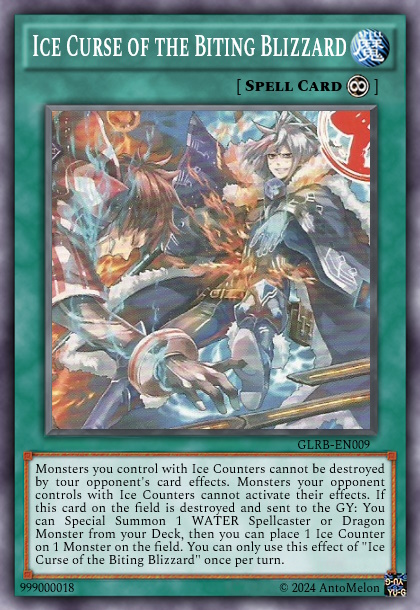 ICE CURSE OF THE BITING BLIZZARD 魔
[ SPELL CARD ]
GLRB-EN009
Monsters you control with Ice Counters cannot be destroyed
by tour opponent's card effects. Monsters your opponent
controls with Ice Counters cannot activate their effects. If
this card on the field is destroyed and sent to the GY: You
can Special Summon 1 WATER Spellcaster or Dragon
Monster from your Deck, then you can place 1 Ice Counter
on 1 Monster on the field. You can only use this effect of "Ice
Curse of the Biting Blizzard" once per turn.
999000018 © 2024 AntoMelon